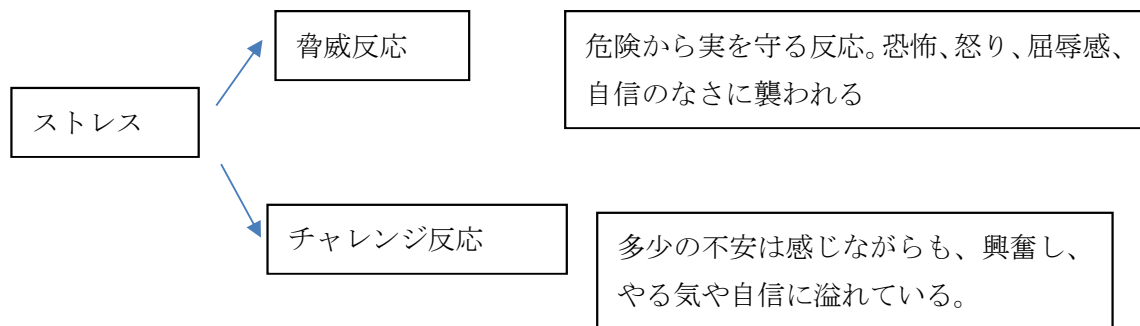 脅威反応
危険から実を守る反応。恐怖、怒り、屈辱感、
自信のなさに襲われる
ストレス
チャレンジ反応
多少の不安は感じながらも、興奮し、
やる気や自信に溢れている。